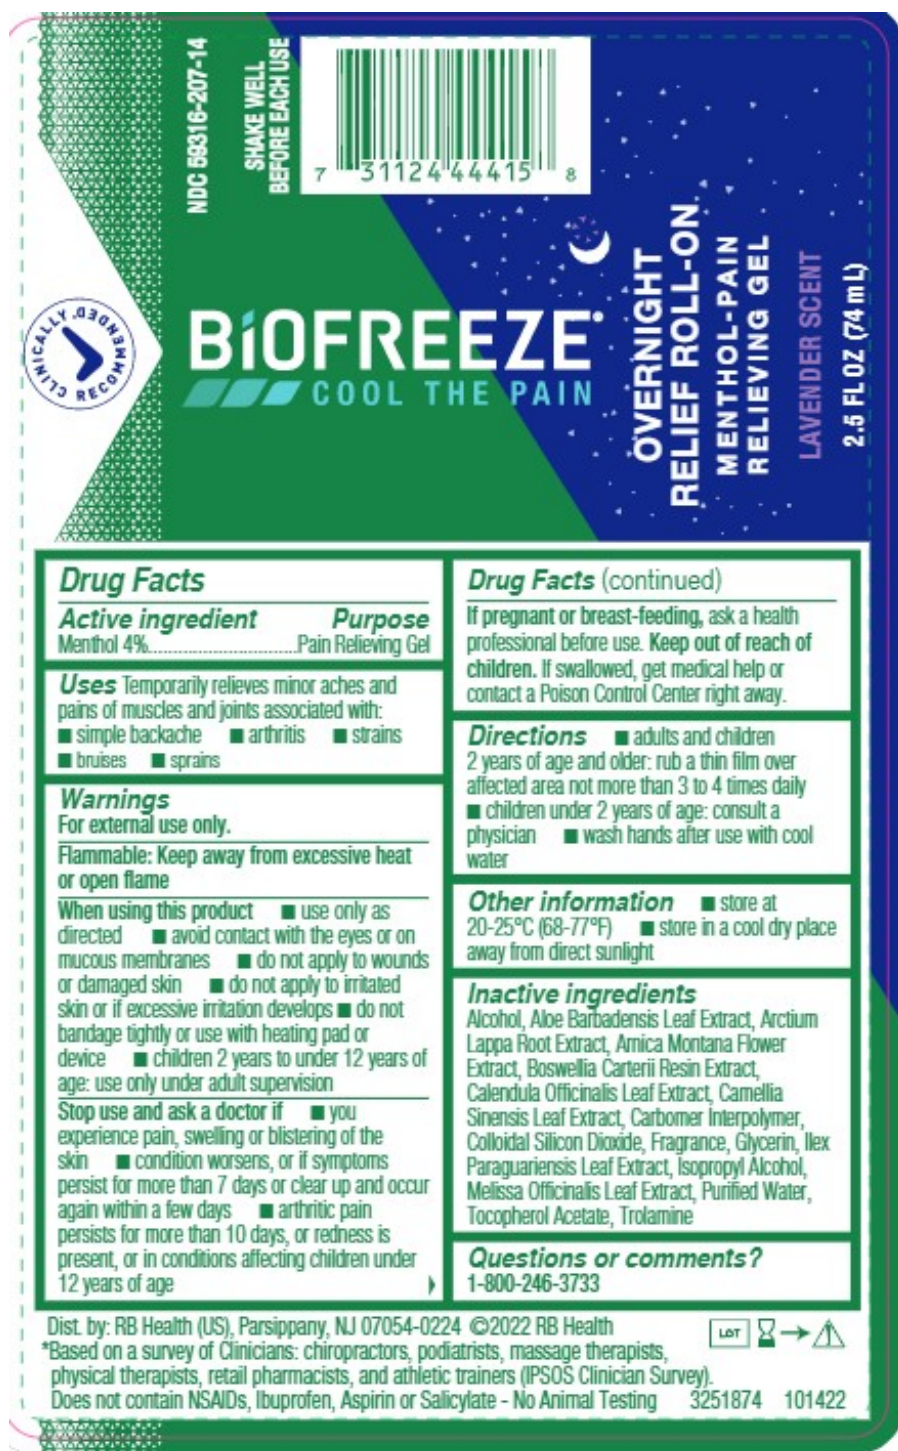 NDC 59316-207-14
SHAKE WELL
BEFORE EACH USE
7 31124 44415 8
CLINICALLY RECOMMENDED*
BiOFREEZE®
COOL THE PAIN
OVERNIGHT
RELIEF ROLL-ON
MENTHOL-PAIN
RELIEVING GEL
LAVENDER SCENT
2.5 FL OZ (74 mL)
Drug Facts
Active ingredient Purpose
Menthol 4%..................................Pain Relieving Gel
Uses Temporarily relieves minor aches and
pains of muscles and joints associated with:
■ simple backache ■ arthritis ■ strains
■ bruises ■ sprains
Warnings
For external use only.
Flammable: Keep away from excessive heat
or open flame
When using this product ■ use only as
directed ■ avoid contact with the eyes or on
mucous membranes ■ do not apply to wounds
or damaged skin ■ do not apply to irritated
skin or if excessive irritation develops ■ do not
bandage tightly or use with heating pad or
device ■ children 2 years to under 12 years of
age: use only under adult supervision
Stop use and ask a doctor if ■ you
experience pain, swelling or blistering of the
skin ■ condition worsens, or if symptoms
persist for more than 7 days or clear up and occur
again within a few days ■ arthritic pain
persists for more than 10 days, or redness is
present, or in conditions affecting children under
12 years of age
Drug Facts (continued)
If pregnant or breast-feeding, ask a health
professional before use. Keep out of reach of
children. If swallowed, get medical help or
contact a Poison Control Center right away.
Directions ■ adults and children
2 years of age and older: rub a thin film over
affected area not more than 3 to 4 times daily
■ children under 2 years of age: consult a
physician ■ wash hands after use with cool
water
Other information ■ store at
20-25°C (68-77°F) ■ store in a cool dry place
away from direct sunlight
Inactive ingredients
Alcohol, Aloe Barbadensis Leaf Extract, Arctium
Lappa Root Extract, Arnica Montana Flower
Extract, Boswellia Carterii Resin Extract,
Calendula Officinalis Leaf Extract, Camellia
Sinensis Leaf Extract, Carbomer Interpolymer,
Colloidal Silicon Dioxide, Fragrance, Glycerin, Ilex
Paraguariensis Leaf Extract, Isopropyl Alcohol,
Melissa Officinalis Leaf Extract, Purified Water,
Tocopherol Acetate, Trolamine
Questions or comments?
1-800-246-3733
Dist. by: RB Health (US), Parsippany, NJ 07054-0224 ©2022 RB Health
LOT
*Based on a survey of Clinicians: chiropractors, podiatrists, massage therapists,
physical therapists, retail pharmacists, and athletic trainers (IPSOS Clinician Survey).
Does not contain NSAIDs, Ibuprofen, Aspirin or Salicylate - No Animal Testing 3251874 101422